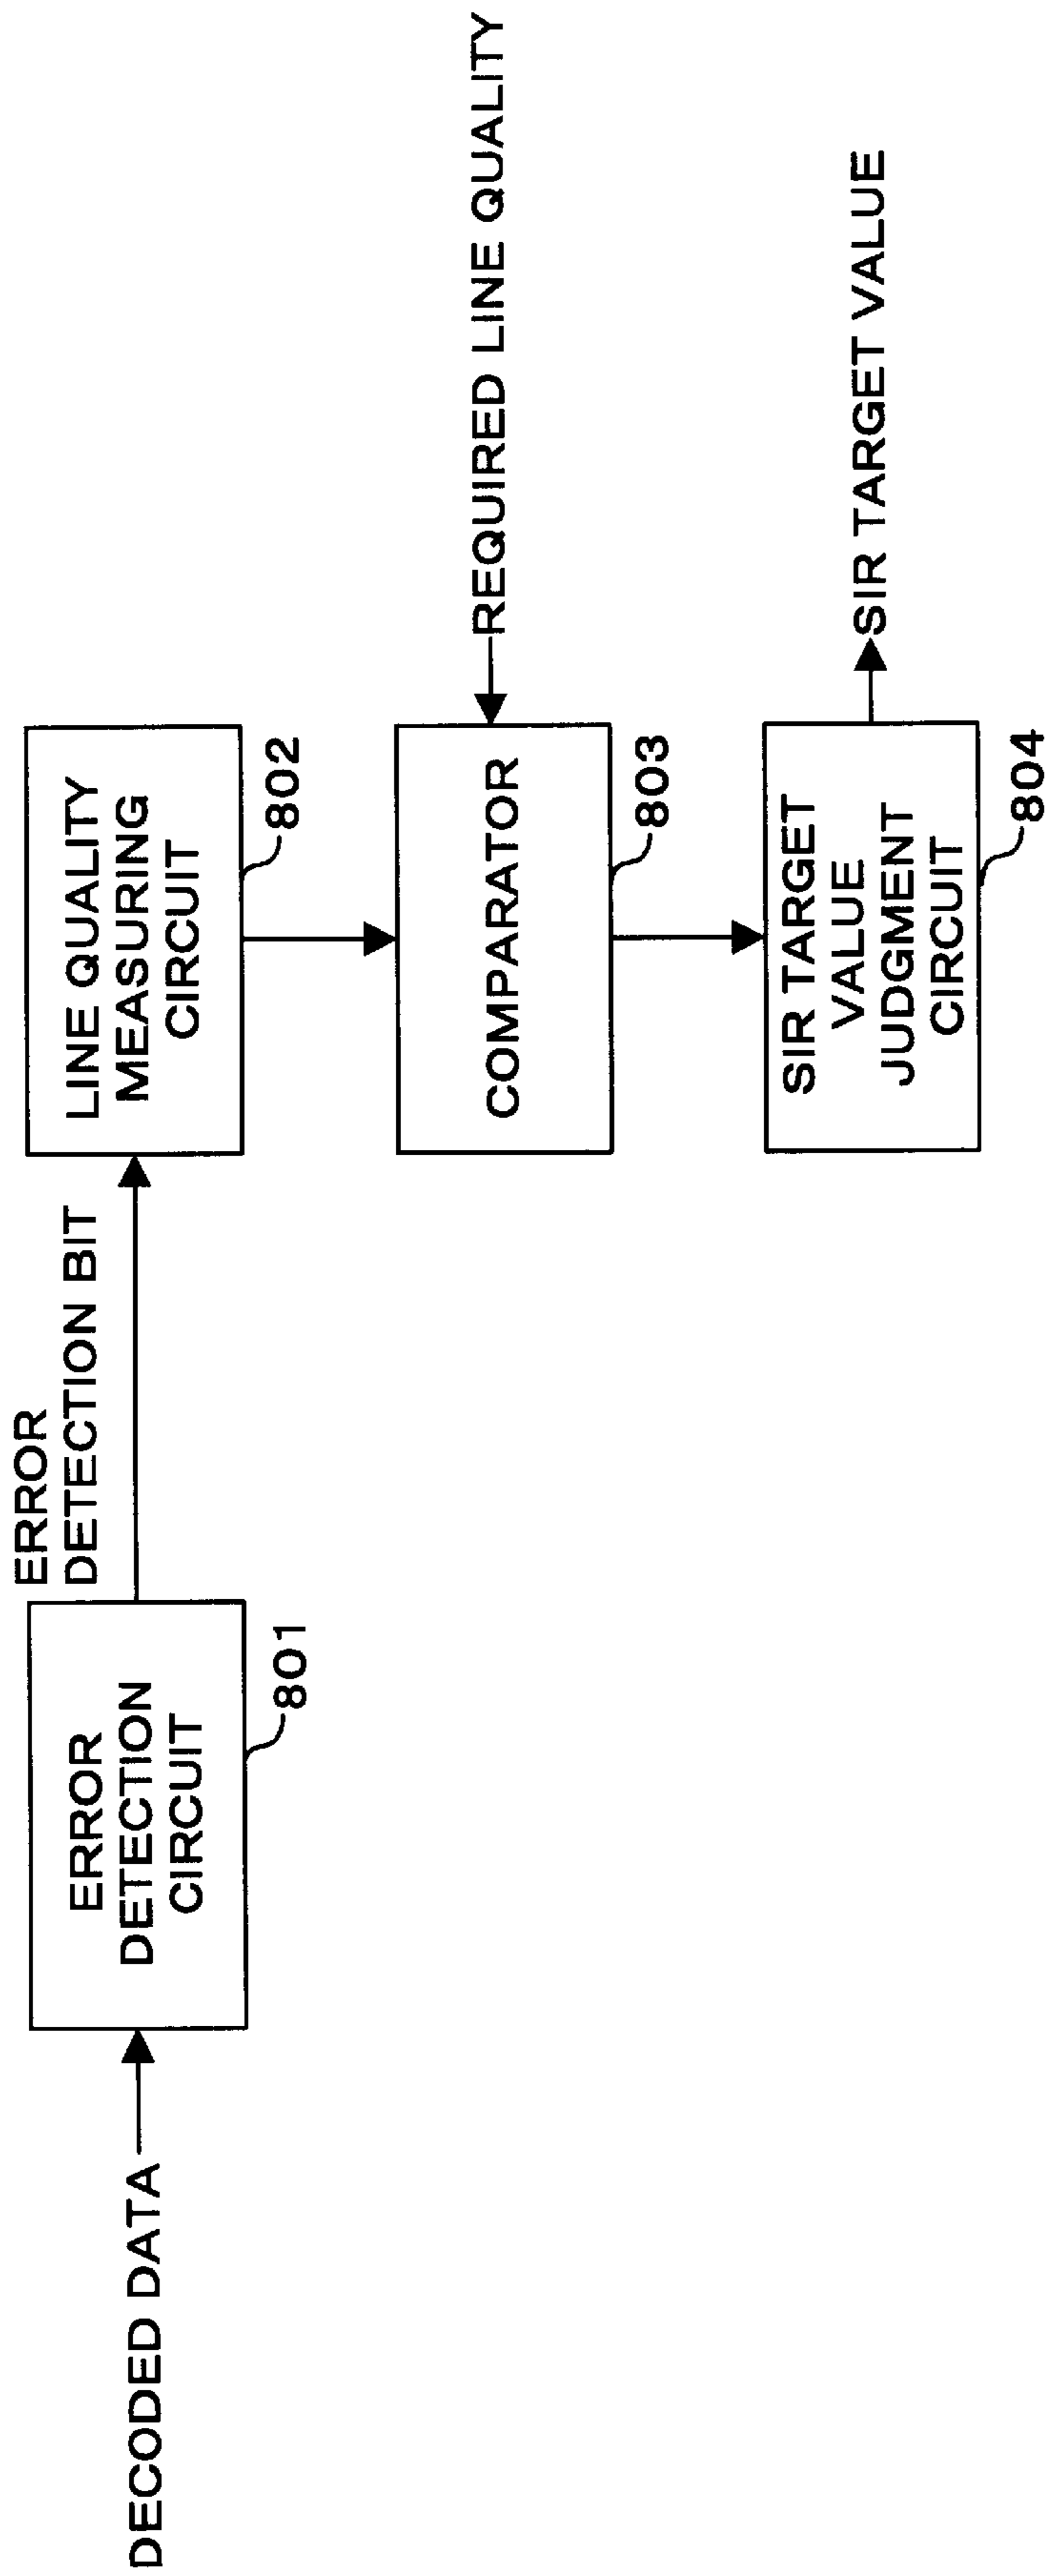 DECODED DATA
ERROR
DETECTION
CIRCUIT
801
ERROR
DETECTION BIT
LINE QUALITY
MEASURING
CIRCUIT
802
COMPARATOR
803
REQUIRED LINE QUALITY
SIR TARGET
VALUE
JUDGMENT
CIRCUIT
804
SIR TARGET VALUE